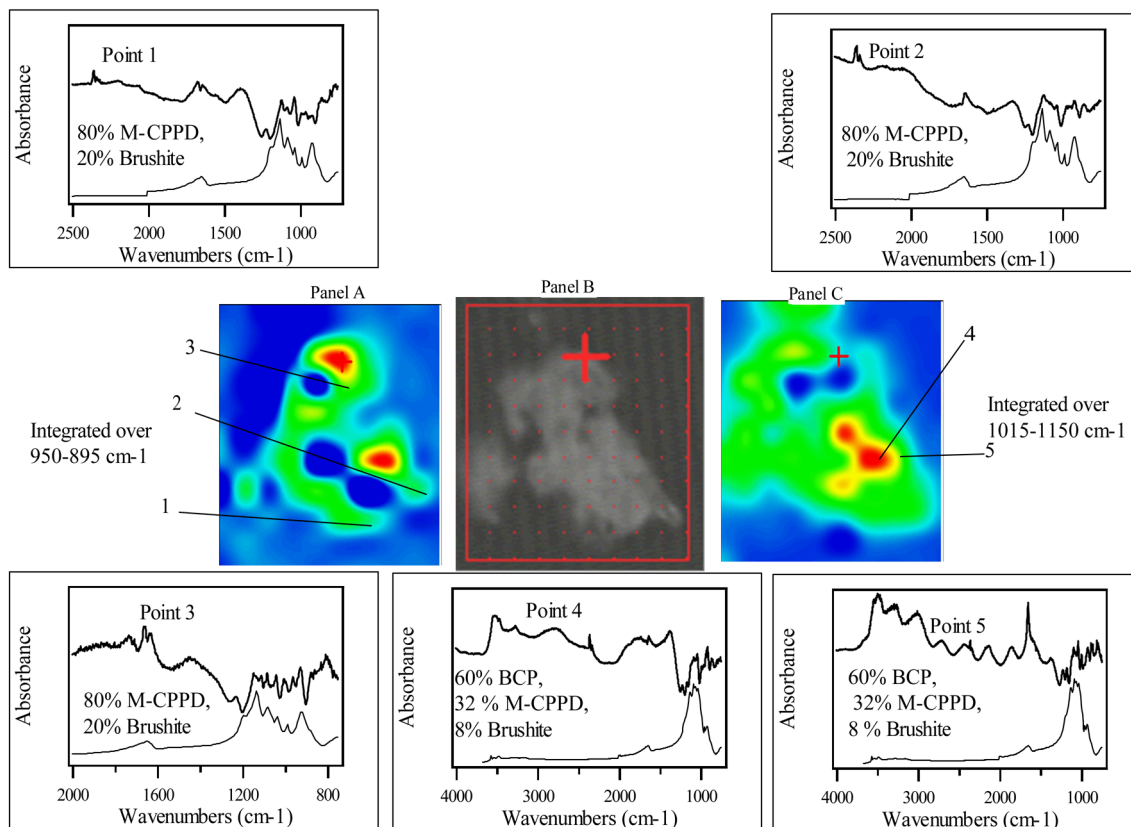 Point 1
Absorbance
80% M-CPPD,
20% Brushite
2500 2000 1500 1000
Wavenumbers (cm-1)
Point 2
Absorbance
80% M-CPPD,
20% Brushite
2500 2000 1500 1000
Wavenumbers (cm-1)
Panel A
Panel B
Panel C
3
2
1
Integrated over
950-895 cm-1
4
5
Integrated over
1015-1150 cm-1
Point 3
Absorbance
80% M-CPPD,
20% Brushite
2000 1600 1200 800
Wavenumbers (cm-1)
Point 4
Absorbance
60% BCP,
32 % M-CPPD,
8% Brushite
4000 3000 2000 1000
Wavenumbers (cm-1)
Point 5
Absorbance
60% BCP,
32% M-CPPD,
8 % Brushite
4000 3000 2000 1000
Wavenumbers (cm-1)